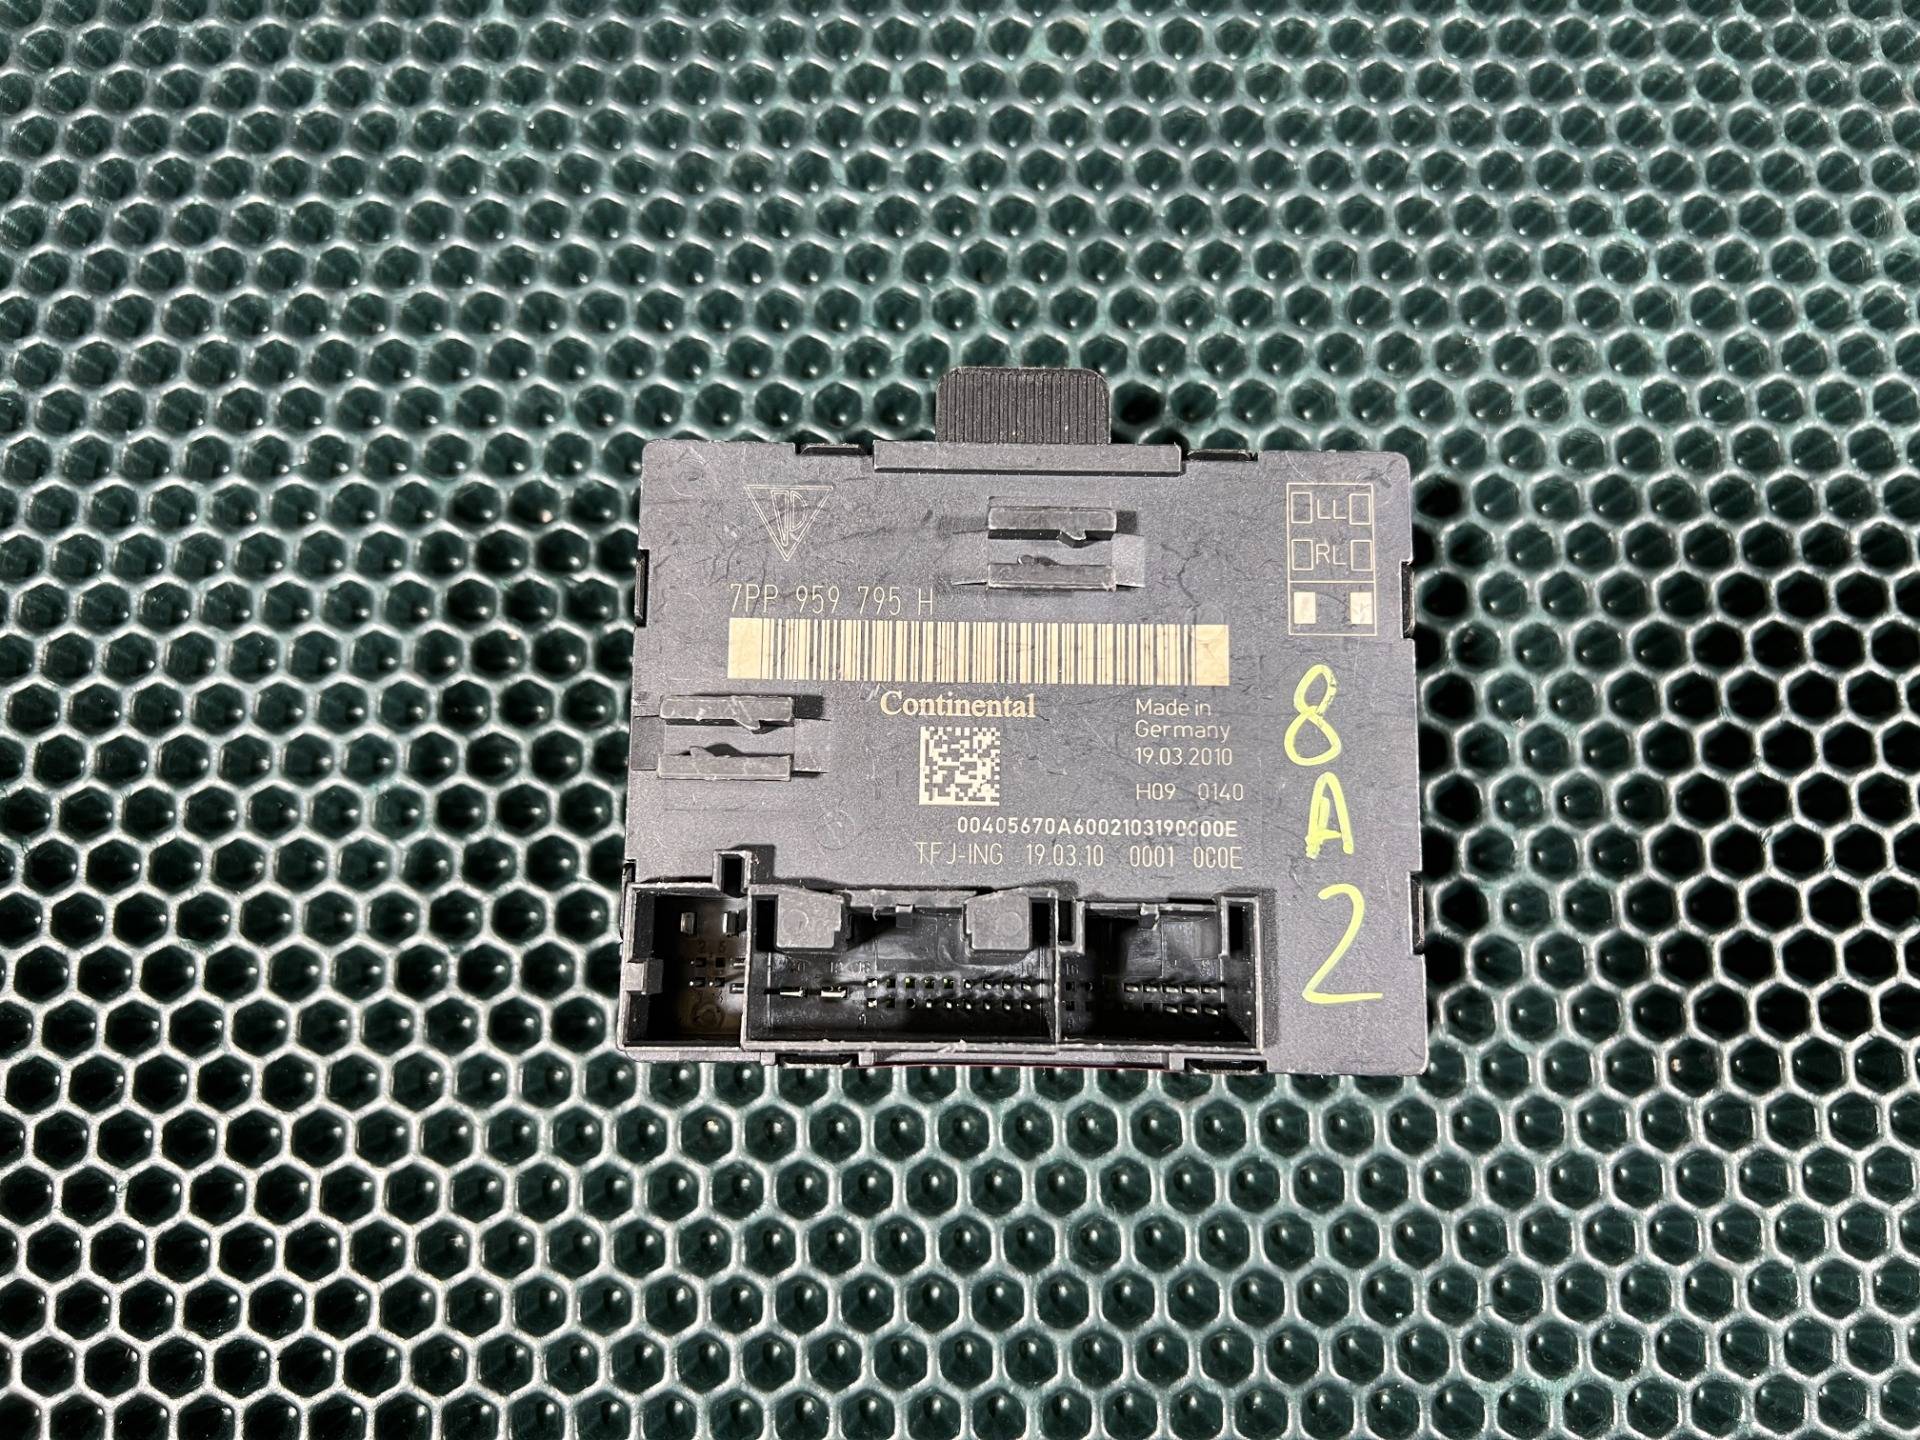 LL
RL
7PP 959 795 H
Continental
Made in
Germany
19.03.2010
H09 0140
00405670A6002103190000E
TFJ-ING 19.03.10 0001 000E
8
A
2